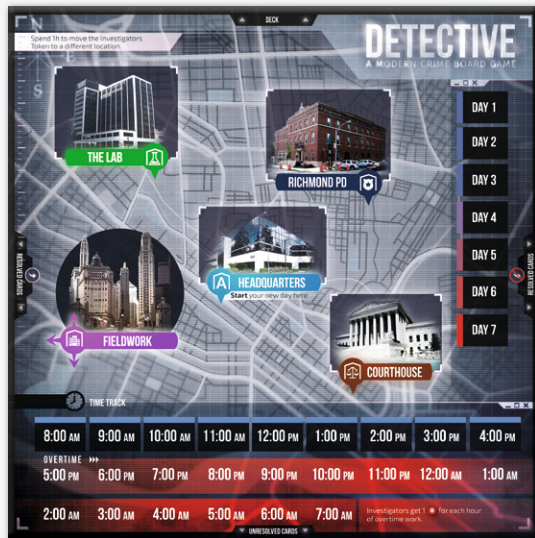 DECK
Spend 1h to move the Investigators
Token to a different location.
DETECTIVE
A MODERN CRIME BOARD GAME
N
S
THE LAB
RICHMOND PD
HEADQUARTERS
Start your new day here
FIELDWORK
COURTHOUSE
DAY 1
DAY 2
DAY 3
DAY 4
DAY 5
DAY 6
DAY 7
RESOLVED CARDS
RESOLVED CARDS
TIME TRACK
8:00 AM 9:00 AM 10:00 AM 11:00 AM 12:00 PM 1:00 PM 2:00 PM 3:00 PM 4:00 PM
OVERTIME
5:00 PM 6:00 PM 7:00 PM 8:00 PM 9:00 PM 10:00 PM 11:00 PM 12:00 AM 1:00 AM
2:00 AM 3:00 AM 4:00 AM 5:00 AM 6:00 AM 7:00 AM
Investigators get 1 for each hour
of overtime work.
UNRESOLVED CARDS